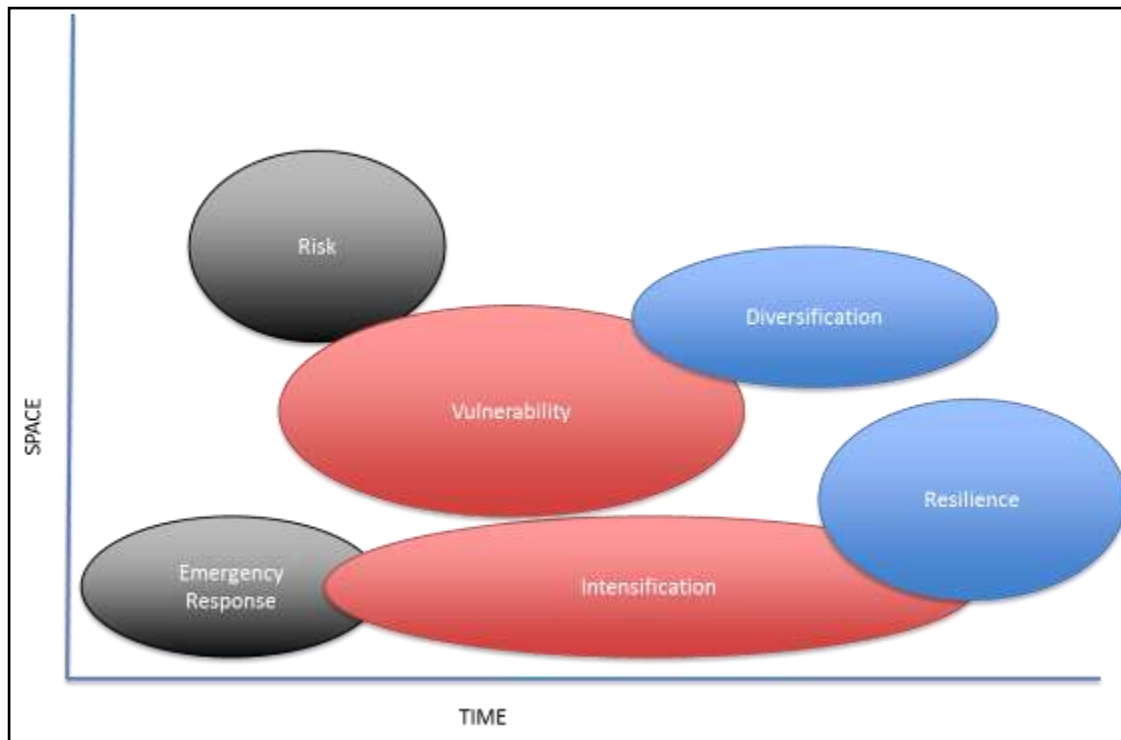 Risk
Diversification
Vulnerability
SPACE
Resilience
Emergency
Response
Intensification
TIME